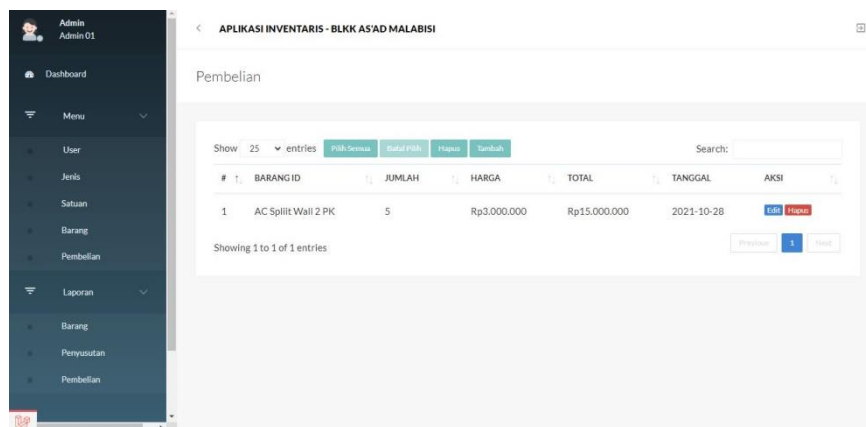 Admin
Admin 01
Dashboard
Menu
User
Jenis
Satuan
Barang
Pembelian
Laporan
Barang
Penyusutan
Pembelian
APLIKASI INVENTARIS - BLKK AS'AD MALABISI
Pembelian
Show 25 entries Pilih Semua Batal Pilih Hapus Tambah Search:
# BARANG ID JUMLAH HARGA TOTAL TANGGAL AKSI
1 AC Spliit Wall 2 PK 5 Rp3.000.000 Rp15.000.000 2021-10-28 Edit Hapus
Showing 1 to 1 of 1 entries Previous 1 Next